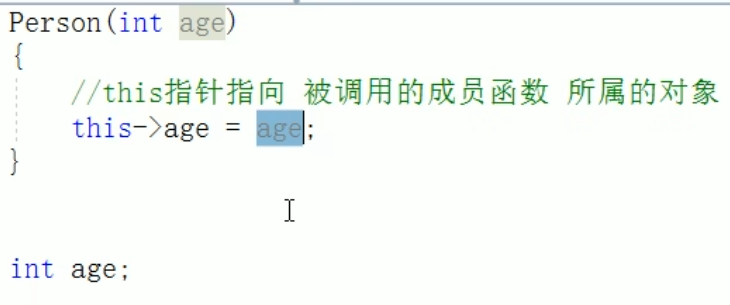 Person(int age)
{
//this指针指向 被调用的成员函数 所属的对象
this->age = age;
}
int age;